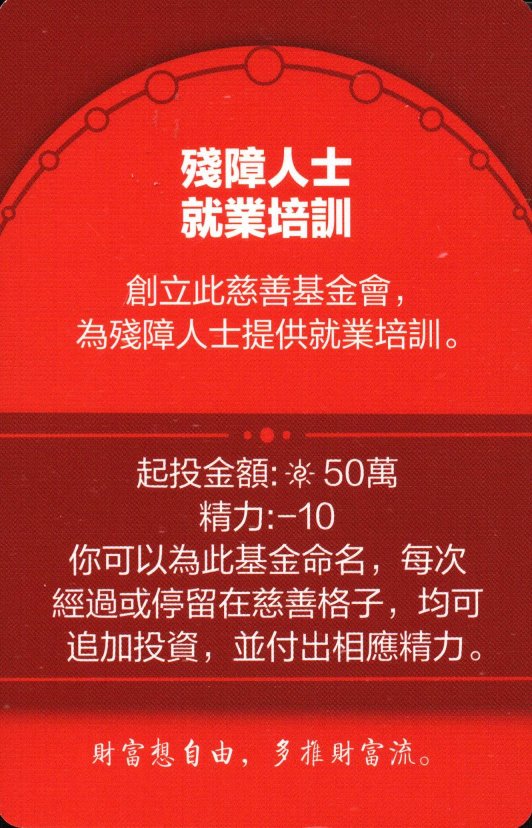 殘障人士
就業培訓
創立此慈善基金會，
為殘障人士提供就業培訓。
起投金額: 50萬
精力:-10
你可以為此基金命名，每次
經過或停留在慈善格子，均可
追加投資，並付出相應精力。
財富想自由，多推財富流。